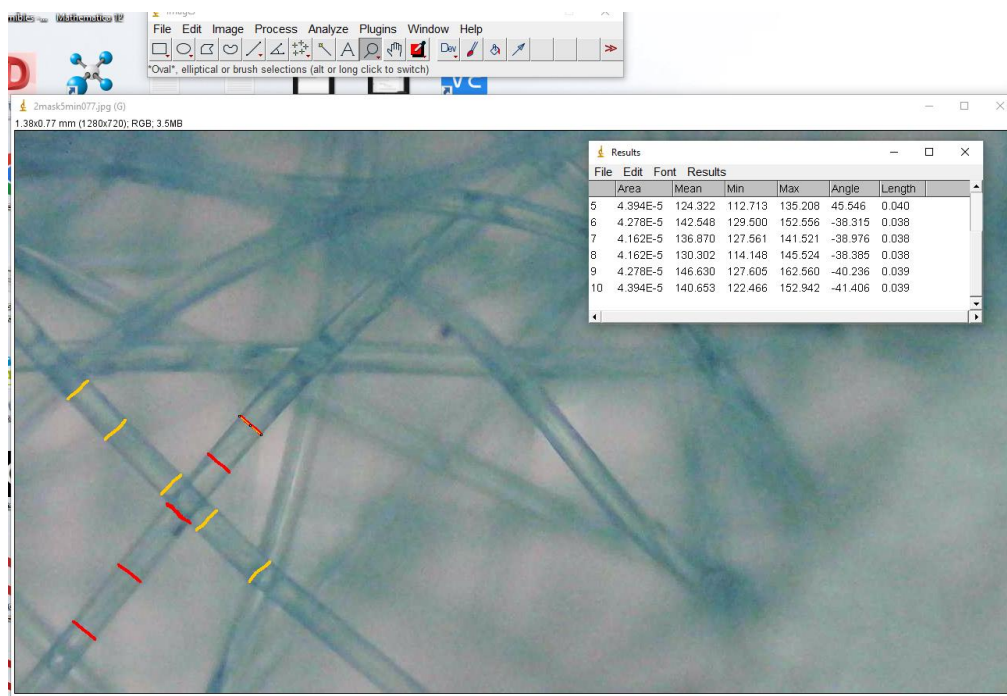 Mathematica 12
File Edit Image Process Analyze Plugins Window Help
Dev
*Oval*, elliptical or brush selections (alt or long click to switch)
2mask5min077.jpg (G)
1.38x0.77 mm (1280x720); RGB; 3.5MB
Results
File Edit Font Results
Area Mean Min Max Angle Length
5 4.394E-5 124.322 112.713 135.208 45.546 0.040
6 4.278E-5 142.548 129.500 152.556 -38.315 0.038
7 4.162E-5 136.870 127.561 141.521 -38.976 0.038
8 4.162E-5 130.302 114.148 145.524 -38.385 0.038
9 4.278E-5 146.630 127.605 162.560 -40.236 0.039
10 4.394E-5 140.653 122.466 152.942 -41.406 0.039